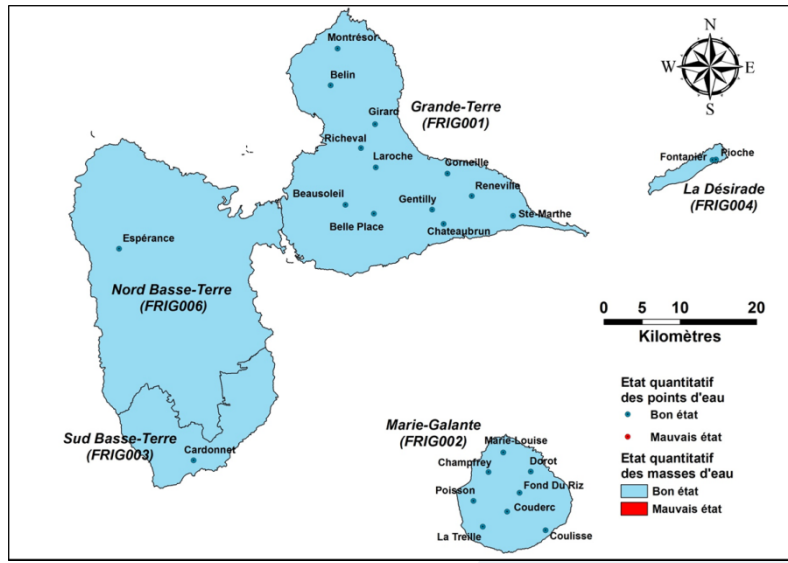 Montrésor
N
Belin
W
E
Grande-Terre
(FRIG001)
Girard
S
Richeval
Laroche
Corneille
Fontanier
Pioche
Reneville
La Désirade
(FRIG004)
Beausoleil
Gentilly
Ste-Marthe
Belle Place
Chateaubrun
Espérance
Nord Basse-Terre
(FRIG006)
0 5 10 20
Kilomètres
Etat quantitatif
des points d'eau
Bon état
Mauvais état
Etat quantitatif
des masses d'eau
Bon état
Mauvais état
Sud Basse-Terre
(FRIG003)
Cardonnet
Marie-Galante
(FRIG002)
Marie-Louise
Champfrey
Dorot
Poisson
Fond Du Riz
Couderc
La Treille
Coulisse